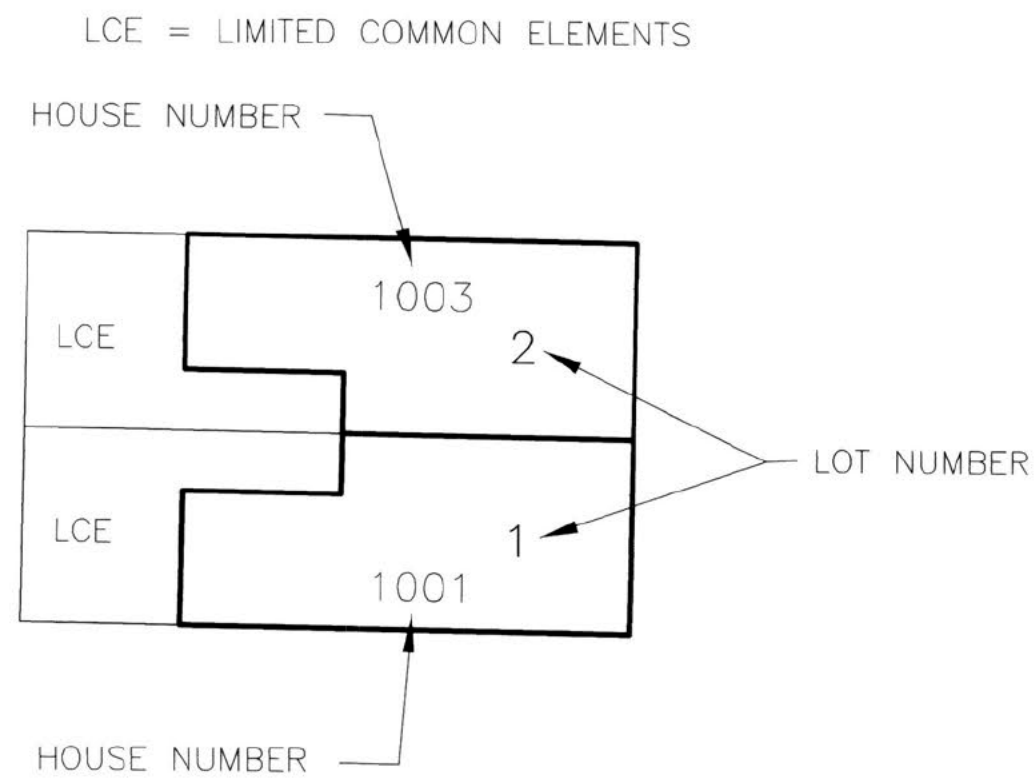 LCE = LIMITED COMMON ELEMENTS
HOUSE NUMBER
1003
LCE
2
LOT NUMBER
LCE
1
1001
HOUSE NUMBER